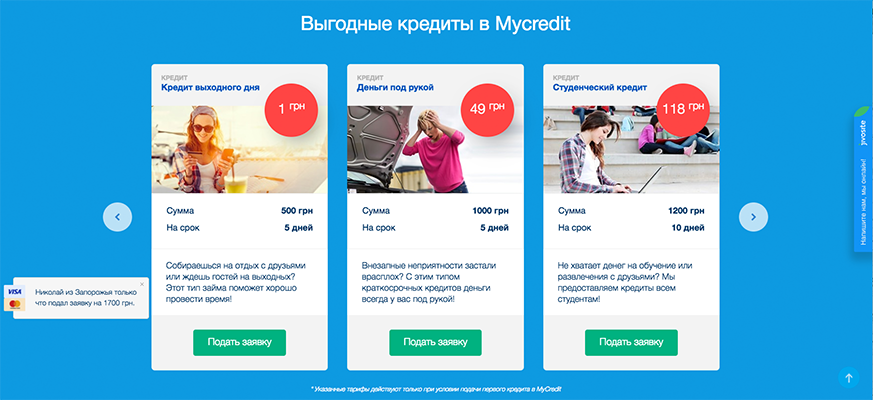 Выгодные кредиты в Mycredit
КРЕДИТ
Кредит выходного дня
1 грн
Сумма 500 грн
На срок 5 дней
Собираешься на отдых с друзьями
или ждешь гостей на выходных?
Этот тип займа поможет хорошо
провести время!
Подать заявку
КРЕДИТ
Деньги под рукой
49 грн
Сумма 1000 грн
На срок 5 дней
Внезапные неприятности застали
врасплох? С этим типом
краткосрочных кредитов деньги
всегда у вас под рукой!
Подать заявку
КРЕДИТ
Студенческий кредит
118 грн
Сумма 1200 грн
На срок 10 дней
Не хватает денег на обучение или
развлечения с друзьями? Мы
предоставляем кредиты всем
студентам!
Подать заявку
VISA
Николай из Запорожья только
что подал заявку на 1700 грн.
Напишите нам, мы онлайн!
jivosite
* Указанные тарифы действуют только при условии подачи первого кредита в MyCredit